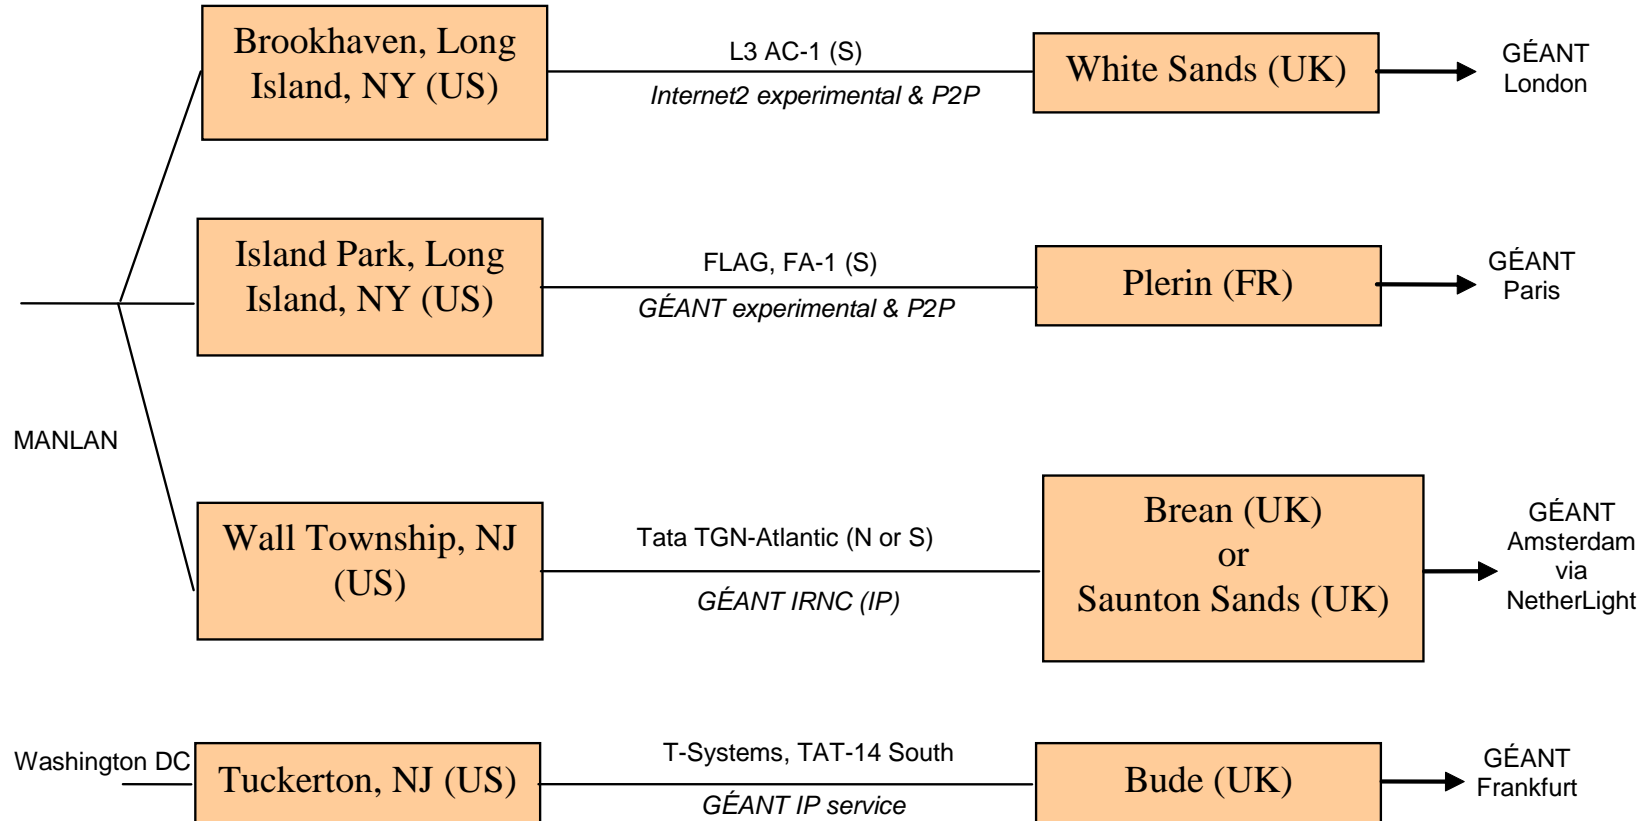 Brookhaven, Long
Island, NY (US)
L3 AC-1 (S)
Internet2 experimental & P2P
White Sands (UK)
GÉANT
London
Island Park, Long
Island, NY (US)
FLAG, FA-1 (S)
GÉANT experimental & P2P
Plerin (FR)
GÉANT
Paris
MANLAN
Wall Township, NJ
(US)
Tata TGN-Atlantic (N or S)
GÉANT IRNC (IP)
Brean (UK)
or
Saunton Sands (UK)
GÉANT
Amsterdam
via
NetherLight
Washington DC
Tuckerton, NJ (US)
T-Systems, TAT-14 South
GÉANT IP service
Bude (UK)
GÉANT
Frankfurt